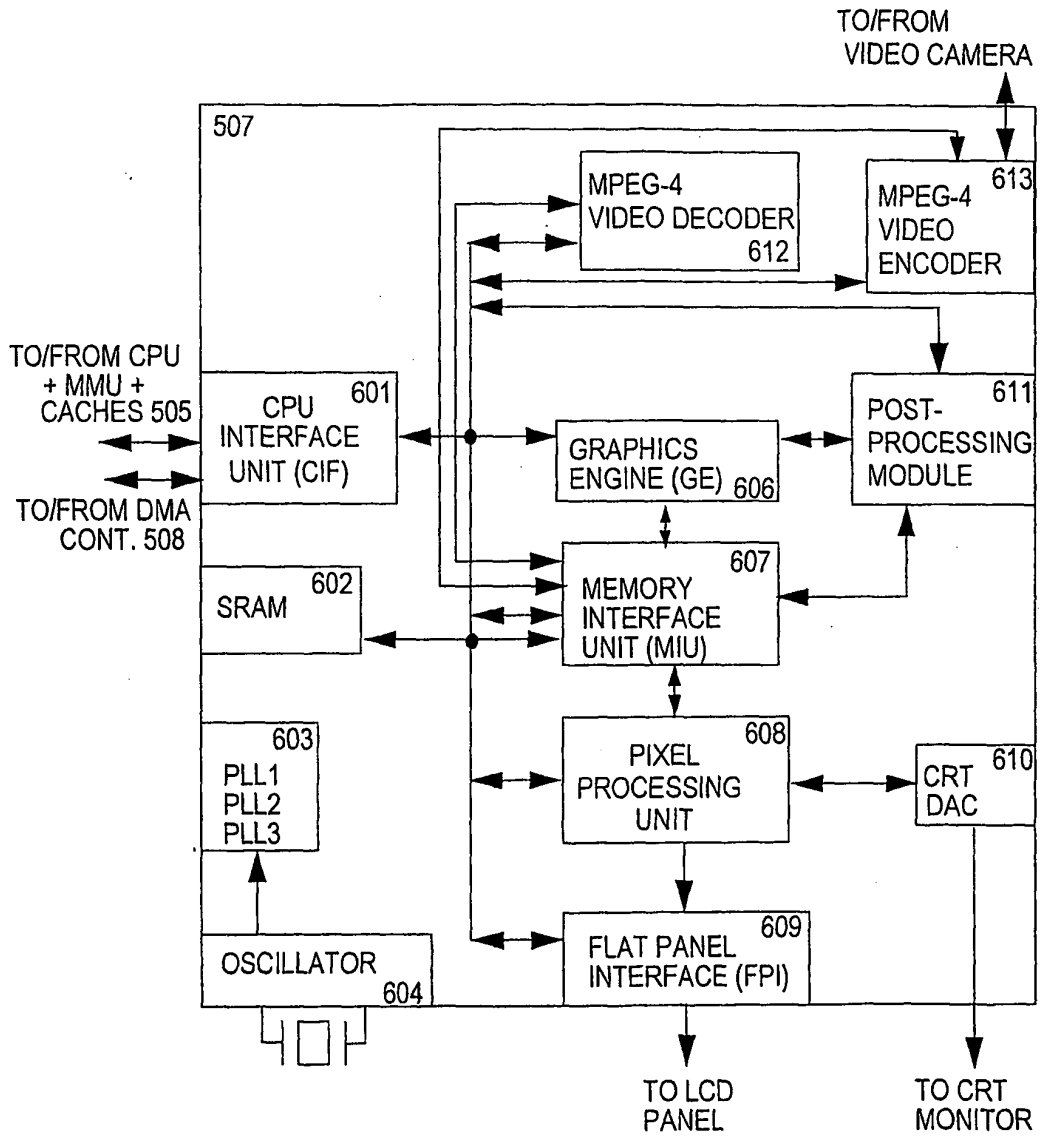 TO/FROM
VIDEO CAMERA
507
MPEG-4
VIDEO DECODER
612
613
MPEG-4
VIDEO
ENCODER
TO/FROM CPU
+ MMU +
CACHES 505
601
CPU
INTERFACE
UNIT (CIF)
TO/FROM DMA
CONT. 508
GRAPHICS
ENGINE (GE)
606
611
POST-
PROCESSING
MODULE
602
SRAM
607
MEMORY
INTERFACE
UNIT (MIU)
603
PLL1
PLL2
PLL3
608
PIXEL
PROCESSING
UNIT
610
CRT
DAC
OSCILLATOR
604
609
FLAT PANEL
INTERFACE (FPI)
TO LCD
PANEL
TO CRT
MONITOR